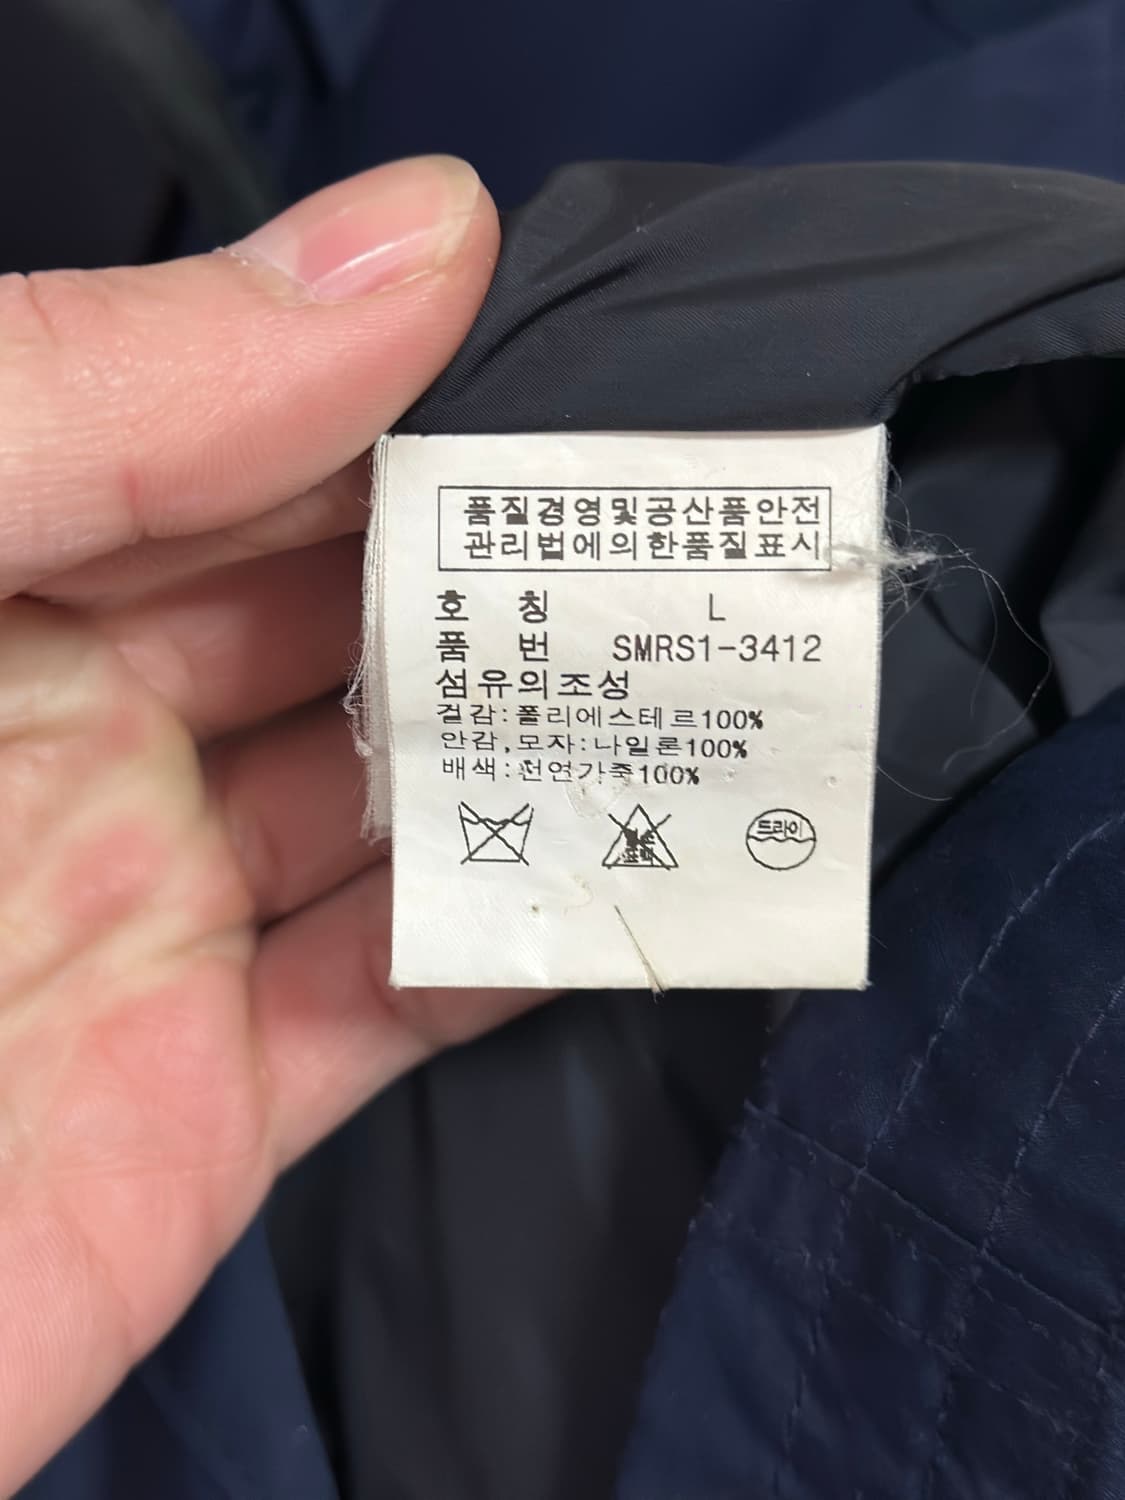 품질경영및공산품안전
관리법에의한품질표시
호 칭 L
품 번 SMRS1-3412
섬유의조성
겉감:폴리에스테르100%
안감,모자:나일론100%
배색:천연가죽100%
드라이